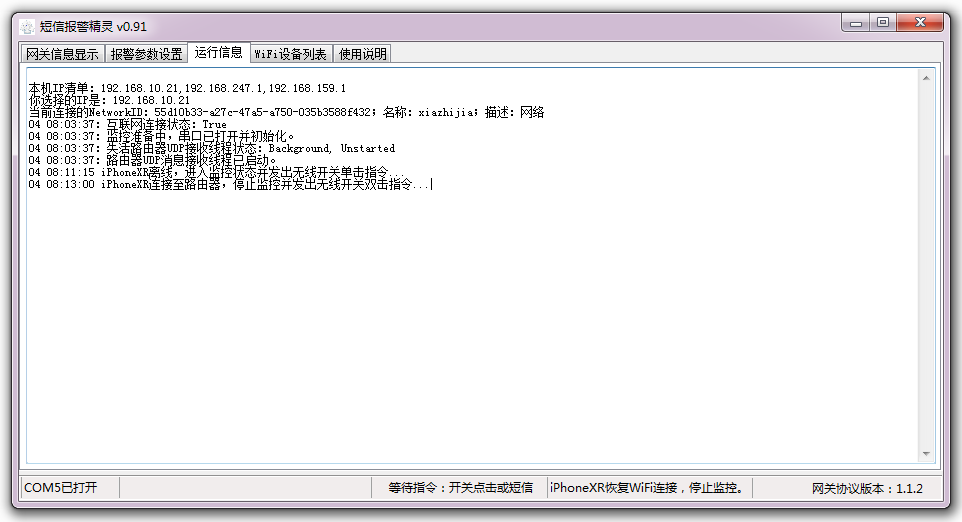 短信报警精灵 v0.91
网关信息显示 报警参数设置 运行信息 WiFi设备列表 使用说明
本机IP清单：192.168.10.21,192.168.247.1,192.168.159.1
你选择的IP是：192.168.10.21
当前连接的NetworkID：55d10b33-a27c-47a5-a750-035b3588f432；名称：xiazhijia；描述：网络
04 08:03:37：互联网连接状态：True
04 08:03:37：监控准备中，串口已打开并初始化。
04 08:03:37：失活路由器UDP接收线程状态：Background, Unstarted
04 08:03:37：路由器UDP消息接收线程已启动。
04 08:11:15 iPhoneXR离线，进入监控状态并发出无线开关单击指令...
04 08:13:00 iPhoneXR连接至路由器，停止监控并发出无线开关双击指令...
COM5已打开 等待指令：开关点击或短信 iPhoneXR恢复WiFi连接，停止监控。 网关协议版本：1.1.2